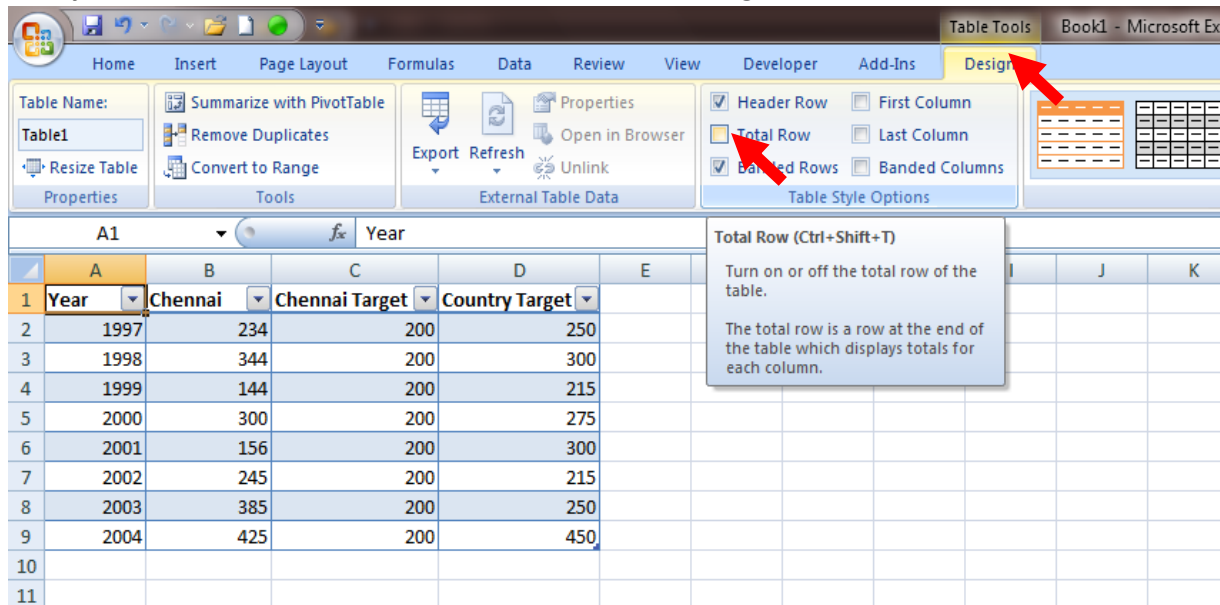 Table Tools Book1 - Microsoft Ex
Home Insert Page Layout Formulas Data Review View Developer Add-Ins Design
Table Name: Summarize with PivotTable Properties Header Row First Column
Table1 Remove Duplicates Export Refresh Open in Browser Total Row Last Column
Resize Table Convert to Range Unlink Banded Rows Banded Columns
Properties Tools External Table Data Table Style Options
A1 fx Year
Total Row (Ctrl+Shift+T)
Turn on or off the total row of the
table.
The total row is a row at the end of
the table which displays totals for
each column.
A B C D E I J K
1 Year Chennai Chennai Target Country Target
2 1997 234 200 250
3 1998 344 200 300
4 1999 144 200 215
5 2000 300 200 275
6 2001 156 200 300
7 2002 245 200 215
8 2003 385 200 250
9 2004 425 200 450
10
11